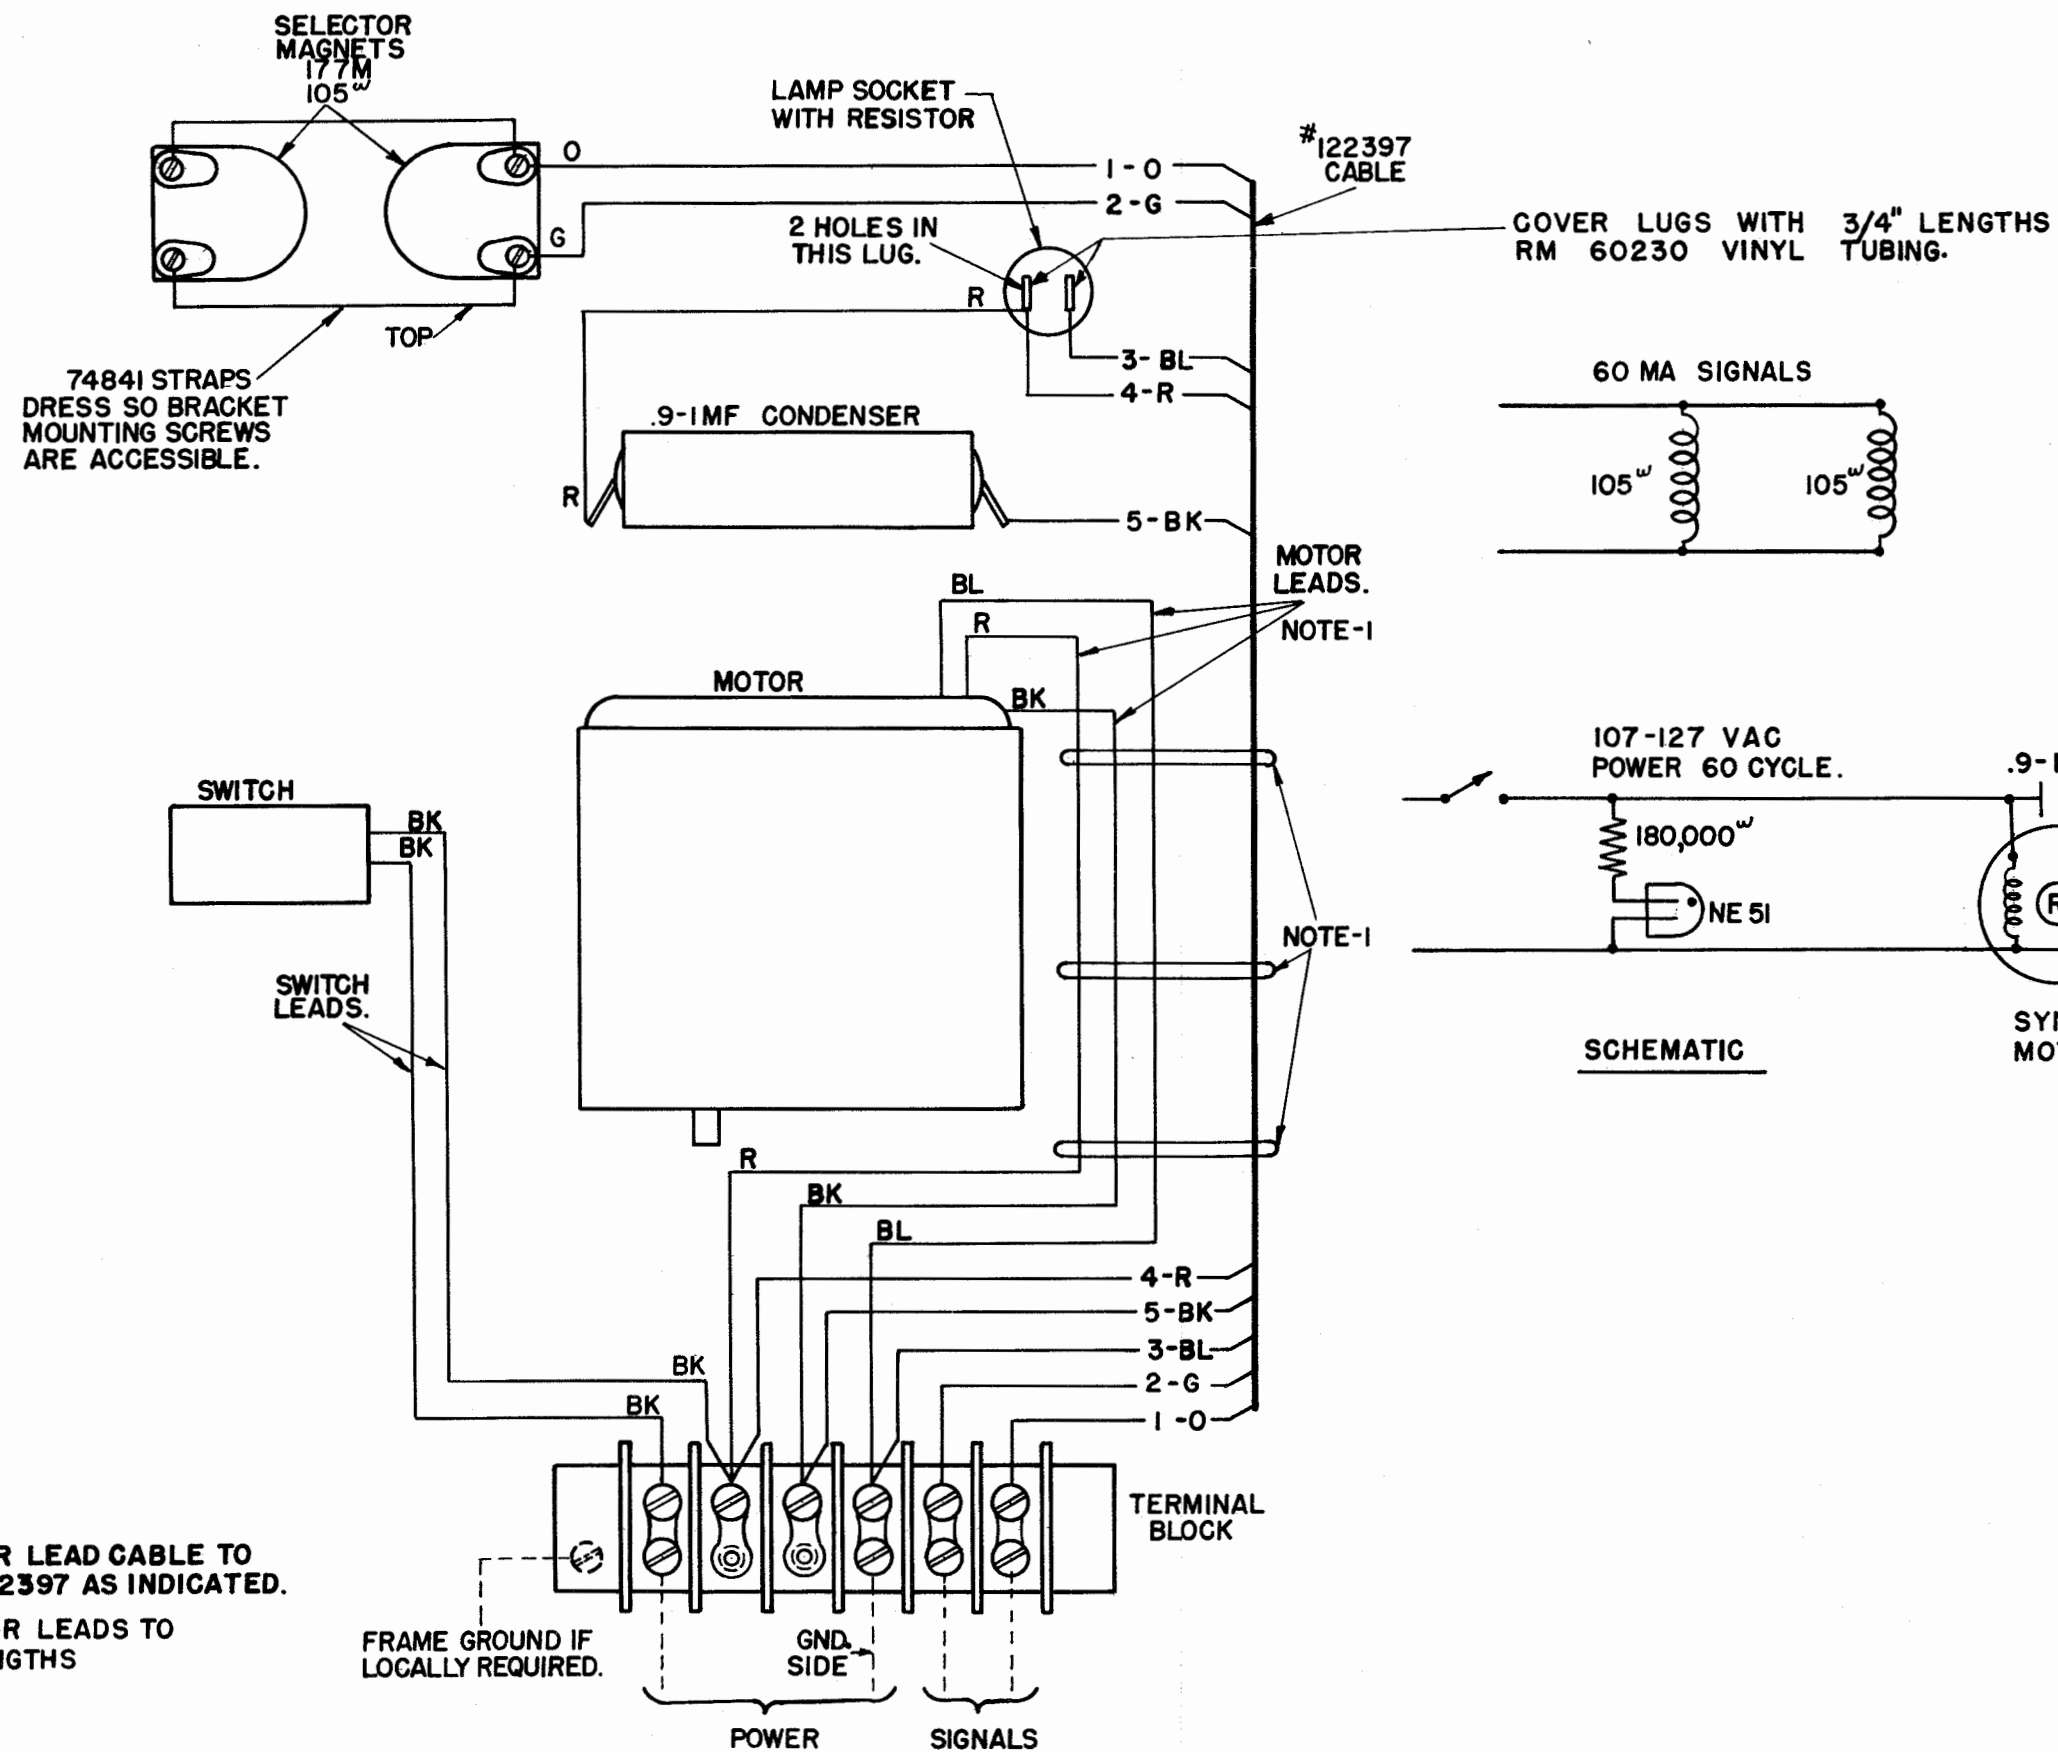 SELECTOR
MAGNETS
177M
105ω
O
G
TOP
74841 STRAPS
DRESS SO BRACKET
MOUNTING SCREWS
ARE ACCESSIBLE.
LAMP SOCKET
WITH RESISTOR
2 HOLES IN
THIS LUG.
R
1-O
2-G
3-BL
4-R
#122397
CABLE
COVER LUGS WITH 3/4" LENGTHS
RM 60230 VINYL TUBING.
.9-1MF CONDENSER
R
5-BK
60 MA SIGNALS
105ω
105ω
MOTOR
LEADS.
NOTE-1
BL
R
BK
MOTOR
SWITCH
BK
BK
SWITCH
LEADS.
NOTE-1
107-127 VAC
POWER 60 CYCLE.
.9-1
180,000ω
NE 51
R
SYN
MOT
SCHEMATIC
R
BK
BL
4-R
5-BK
3-BL
2-G
1-O
BK
BK
TERMINAL
BLOCK
R LEAD CABLE TO
2397 AS INDICATED.
R LEADS TO
NGTHS
FRAME GROUND IF
LOCALLY REQUIRED.
GND.
SIDE
POWER
SIGNALS